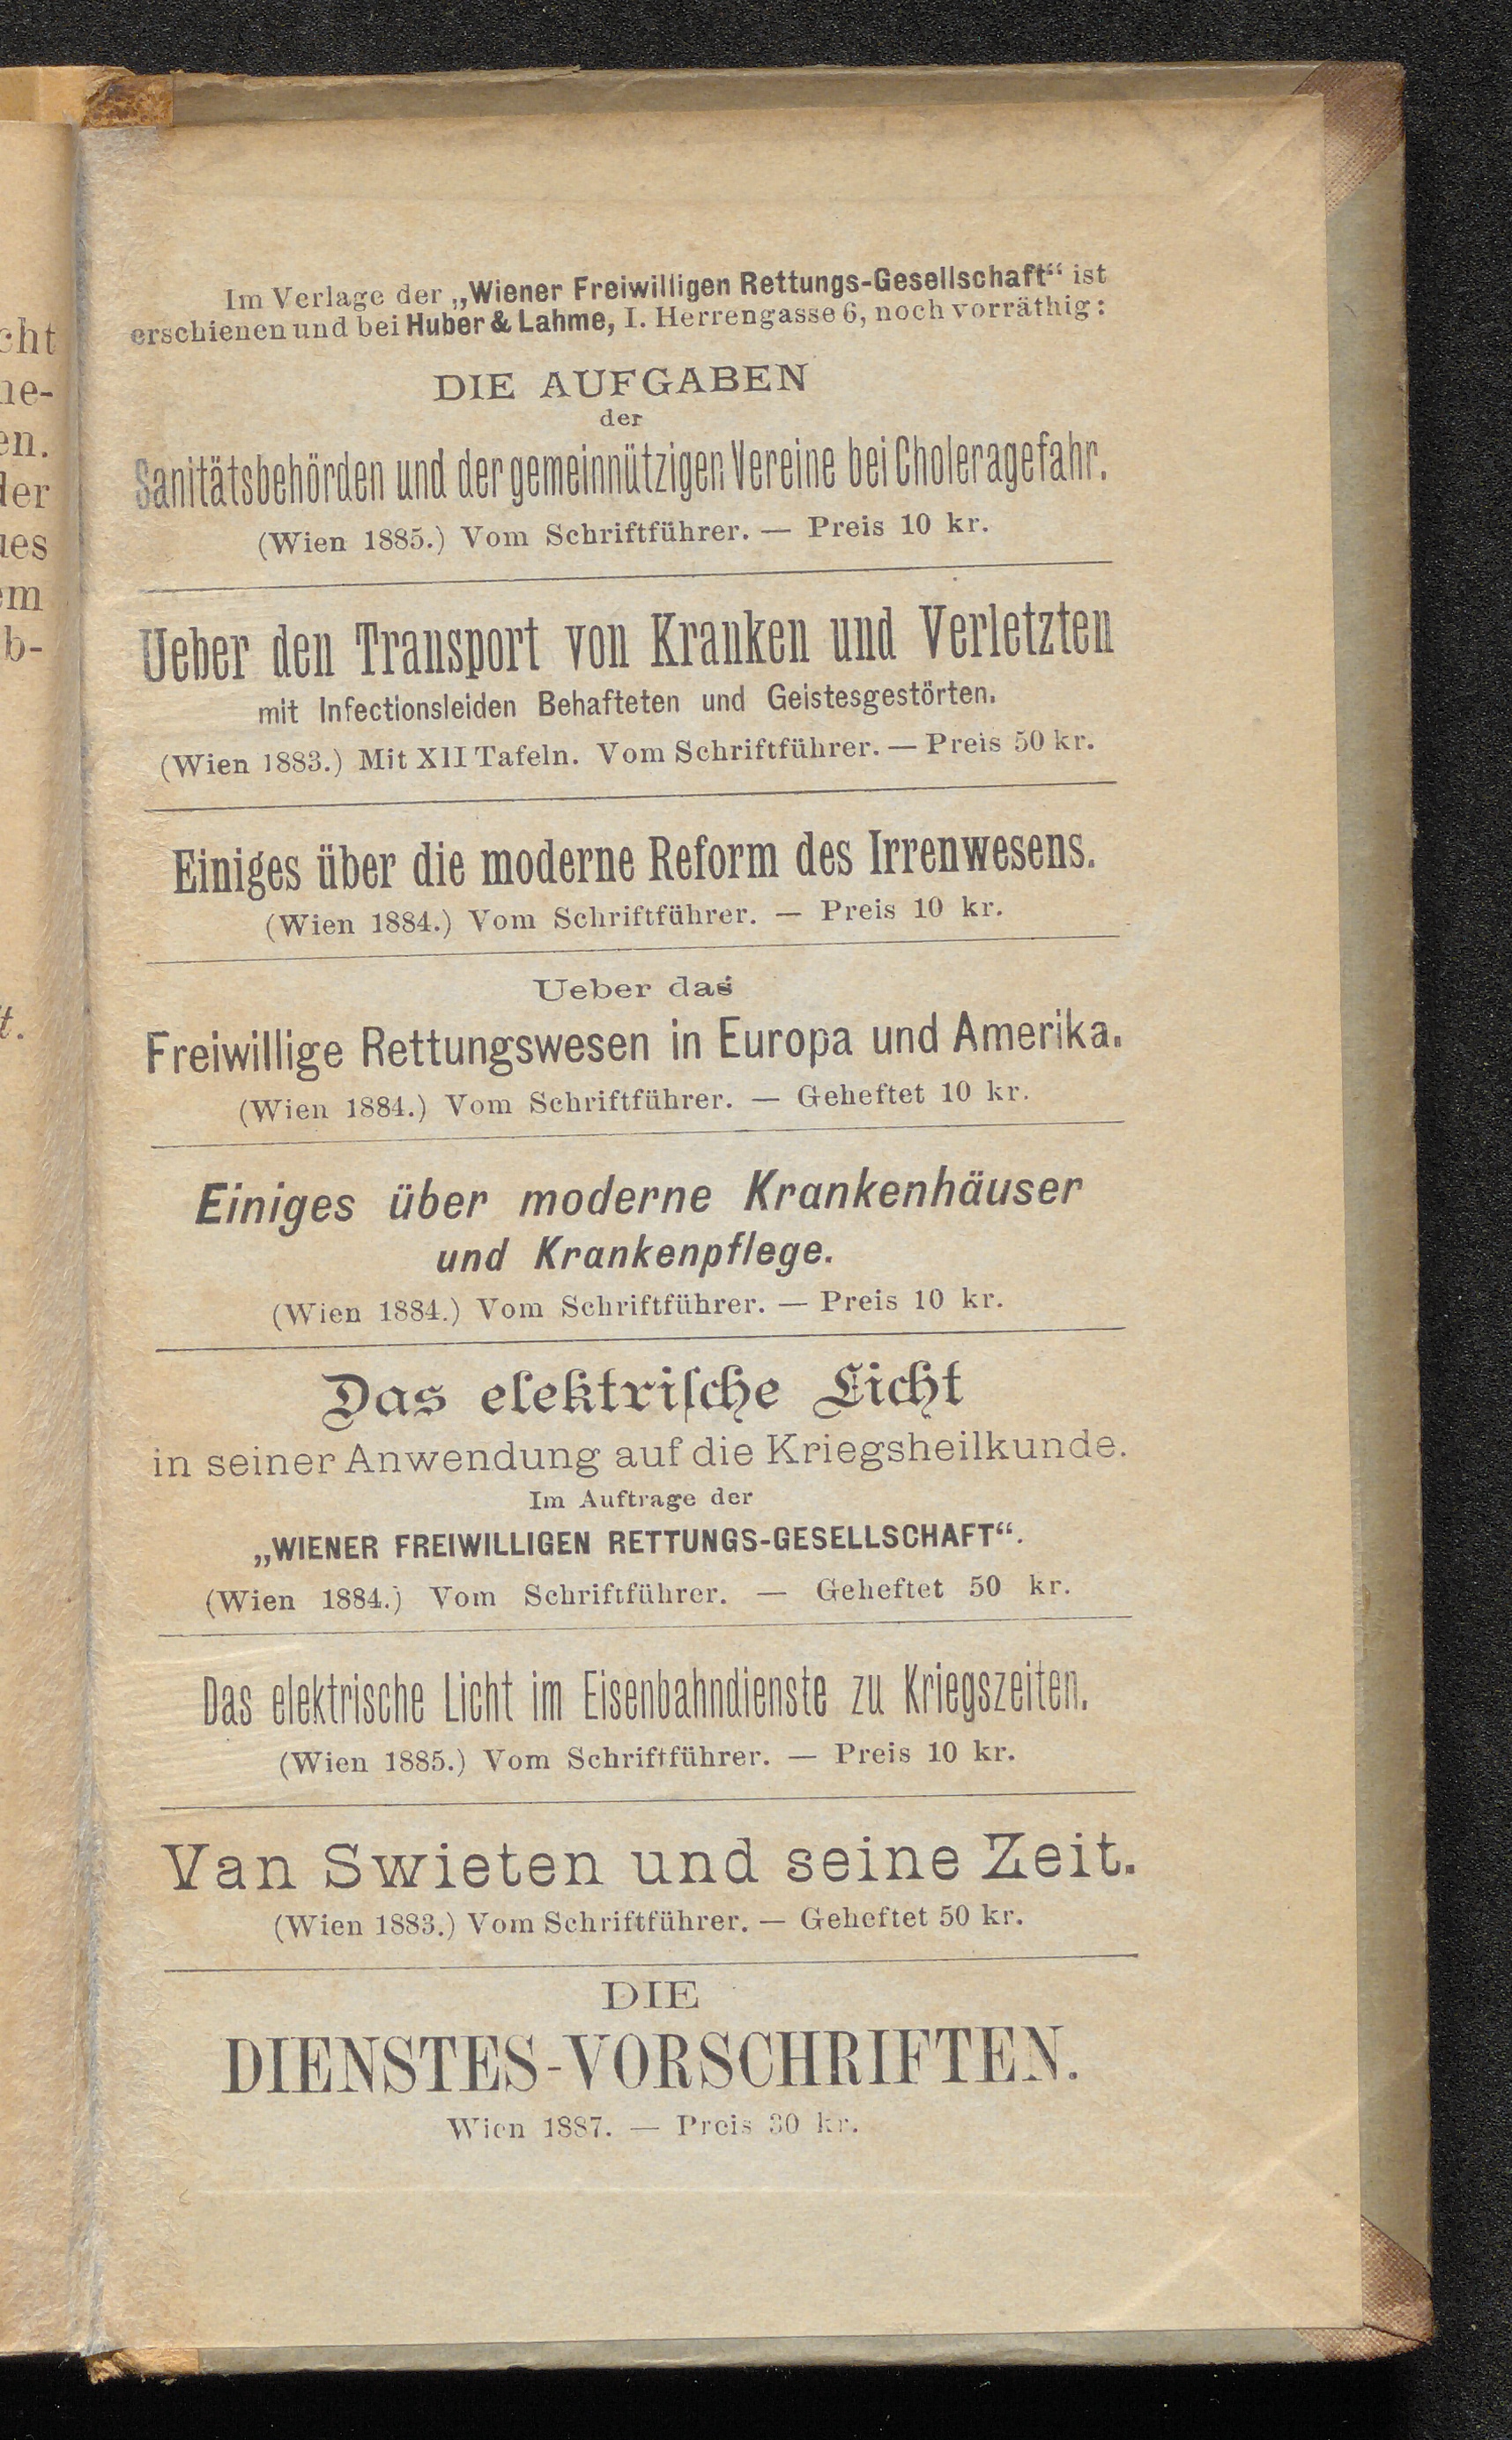 cht
ne-
en.
der
ues
em
b-
t.
Im Verlage der „Wiener Freiwilligen Rettungs-Gesellschaft“ ist
erschienen und bei Huber & Lahme, I. Herrengasse 6, noch vorräthig:
DIE AUFGABEN
der
Sanitätsbehörden und der gemeinnützigen Vereine bei Choleragefahr.
(Wien 1885.) Vom Schriftführer. — Preis 10 kr.
Ueber den Transport von Kranken und Verletzten
mit Infectionsleiden Behafteten und Geistesgestörten.
(Wien 1883.) Mit XII Tafeln. Vom Schriftführer. — Preis 50 kr.
Einiges über die moderne Reform des Irrenwesens.
(Wien 1884.) Vom Schriftführer. — Preis 10 kr.
Ueber das
Freiwillige Rettungswesen in Europa und Amerika.
(Wien 1884.) Vom Schriftführer. — Geheftet 10 kr.
Einiges über moderne Krankenhäuser
und Krankenpflege.
(Wien 1884.) Vom Schriftführer. — Preis 10 kr.
Das elektriſche Licht
in seiner Anwendung auf die Kriegsheilkunde.
Im Auftrage der
„WIENER FREIWILLIGEN RETTUNGS-GESELLSCHAFT“.
(Wien 1884.) Vom Schriftführer. — Geheftet 50 kr.
Das elektrische Licht im Eisenbahndienste zu Kriegszeiten.
(Wien 1885.) Vom Schriftführer. — Preis 10 kr.
Van Swieten und seine Zeit.
(Wien 1883.) Vom Schriftführer. — Geheftet 50 kr.
DIE
DIENSTES-VORSCHRIFTEN.
Wien 1887. — Preis 30 kr.